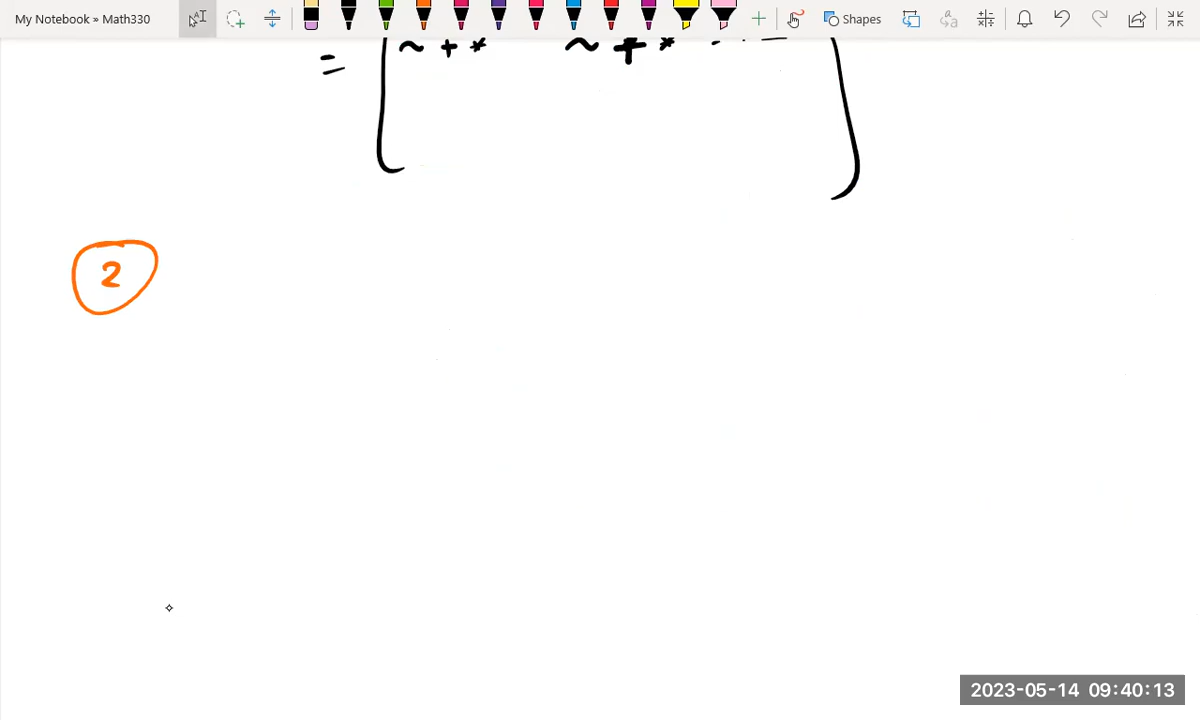 My Notebook » Math330
Shapes
= ( ~ + * ~ + *
2
2023-05-14 09:40:13